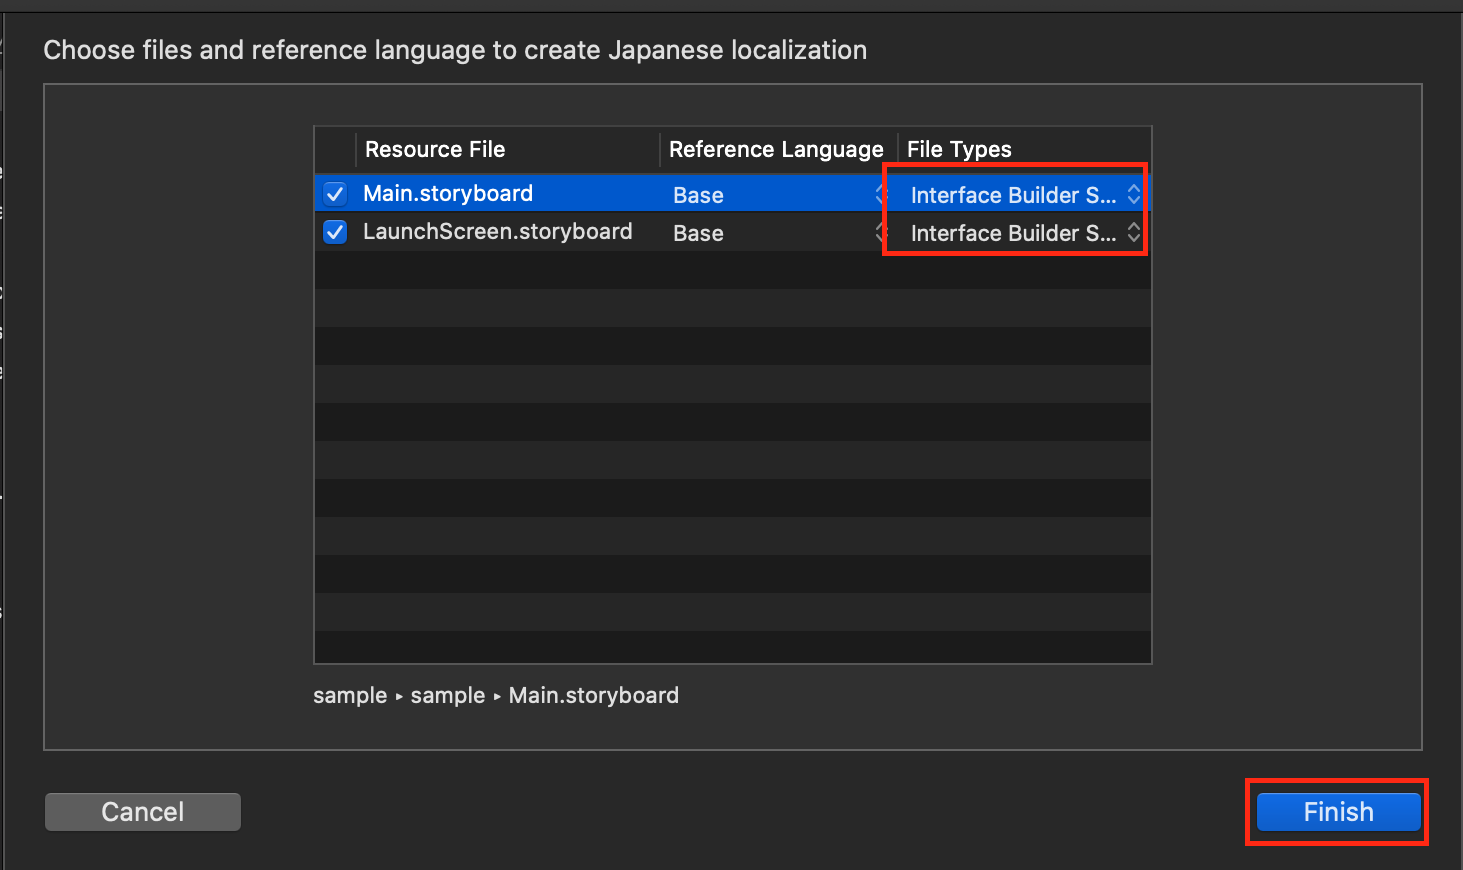 Choose files and reference language to create Japanese localization
Resource File Reference Language File Types
Main.storyboard Base Interface Builder S...
LaunchScreen.storyboard Base Interface Builder S...
sample ▸ sample ▸ Main.storyboard
Cancel Finish